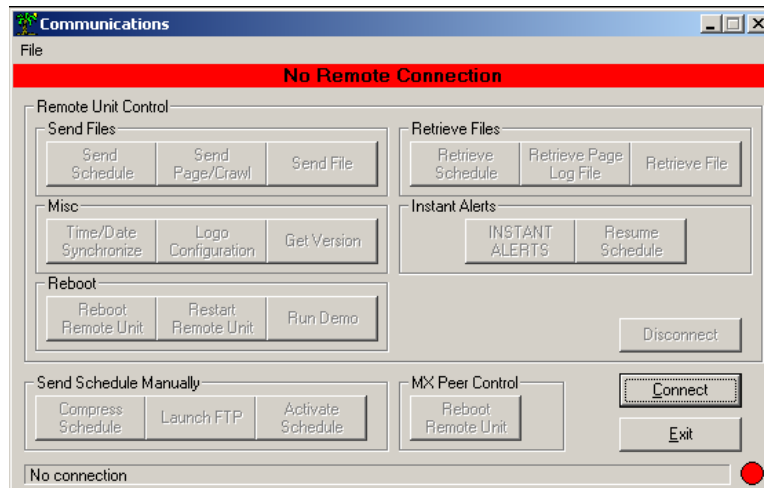 Communications
File
No Remote Connection
Remote Unit Control
Send Files
Send
Schedule
Send
Page/Crawl
Send File
Retrieve Files
Retrieve
Schedule
Retrieve Page
Log File
Retrieve File
Misc
Time/Date
Synchronize
Logo
Configuration
Get Version
Instant Alerts
INSTANT
ALERTS
Resume
Schedule
Reboot
Reboot
Remote Unit
Restart
Remote Unit
Run Demo
Disconnect
Send Schedule Manually
Compress
Schedule
Launch FTP
Activate
Schedule
MX Peer Control
Reboot
Remote Unit
Connect
Exit
No connection